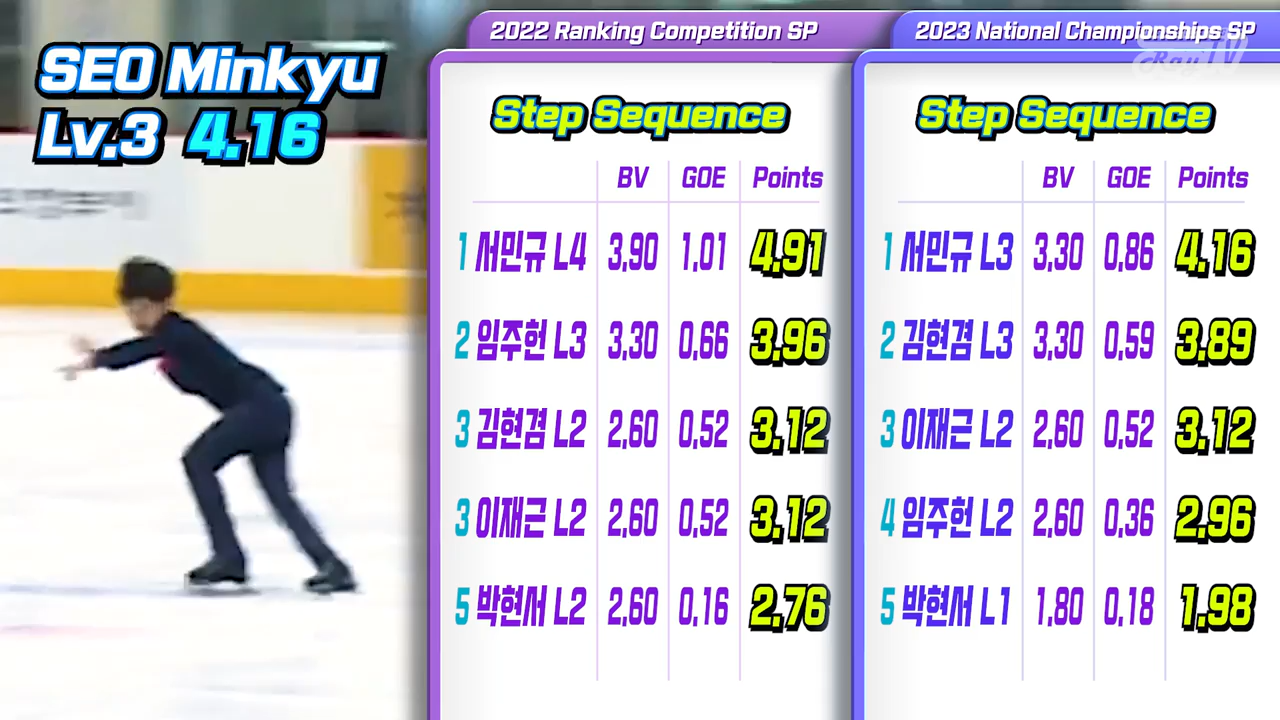 SEO Minkyu
Lv.3 4.16
2022 Ranking Competition SP
Step Sequence
BV GOE Points
1 서민규 L4 3.90 1.01 4.91
2 임주헌 L3 3.30 0.66 3.96
3 김현겸 L2 2.60 0.52 3.12
3 이재근 L2 2.60 0.52 3.12
5 박현서 L2 2.60 0.16 2.76
2023 National Championships SP
Step Sequence
BV GOE Points
1 서민규 L3 3.30 0.86 4.16
2 김현겸 L3 3.30 0.59 3.89
3 이재근 L2 2.60 0.52 3.12
4 임주헌 L2 2.60 0.36 2.96
5 박현서 L1 1.80 0.18 1.98